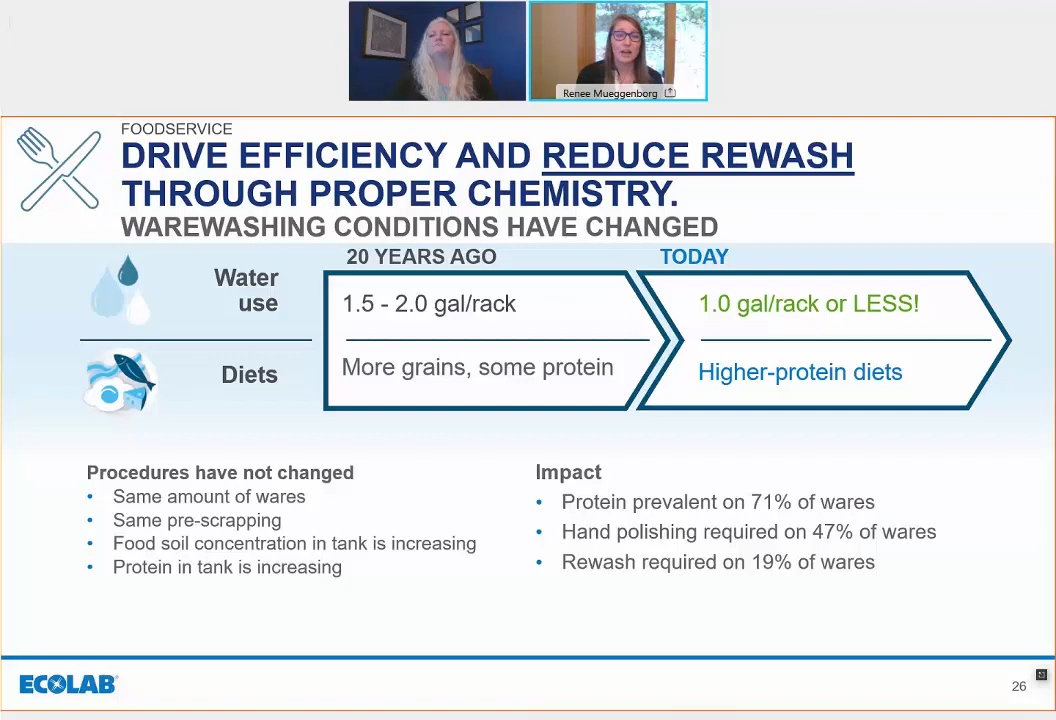 Renee Mueggenborg
FOODSERVICE
DRIVE EFFICIENCY AND REDUCE REWASH
THROUGH PROPER CHEMISTRY.
WAREWASHING CONDITIONS HAVE CHANGED
20 YEARS AGO
TODAY
Water
use
1.5 - 2.0 gal/rack
1.0 gal/rack or LESS!
Diets
More grains, some protein
Higher-protein diets
Procedures have not changed
• Same amount of wares
• Same pre-scrapping
• Food soil concentration in tank is increasing
• Protein in tank is increasing
Impact
• Protein prevalent on 71% of wares
• Hand polishing required on 47% of wares
• Rewash required on 19% of wares
ECOLAB
26